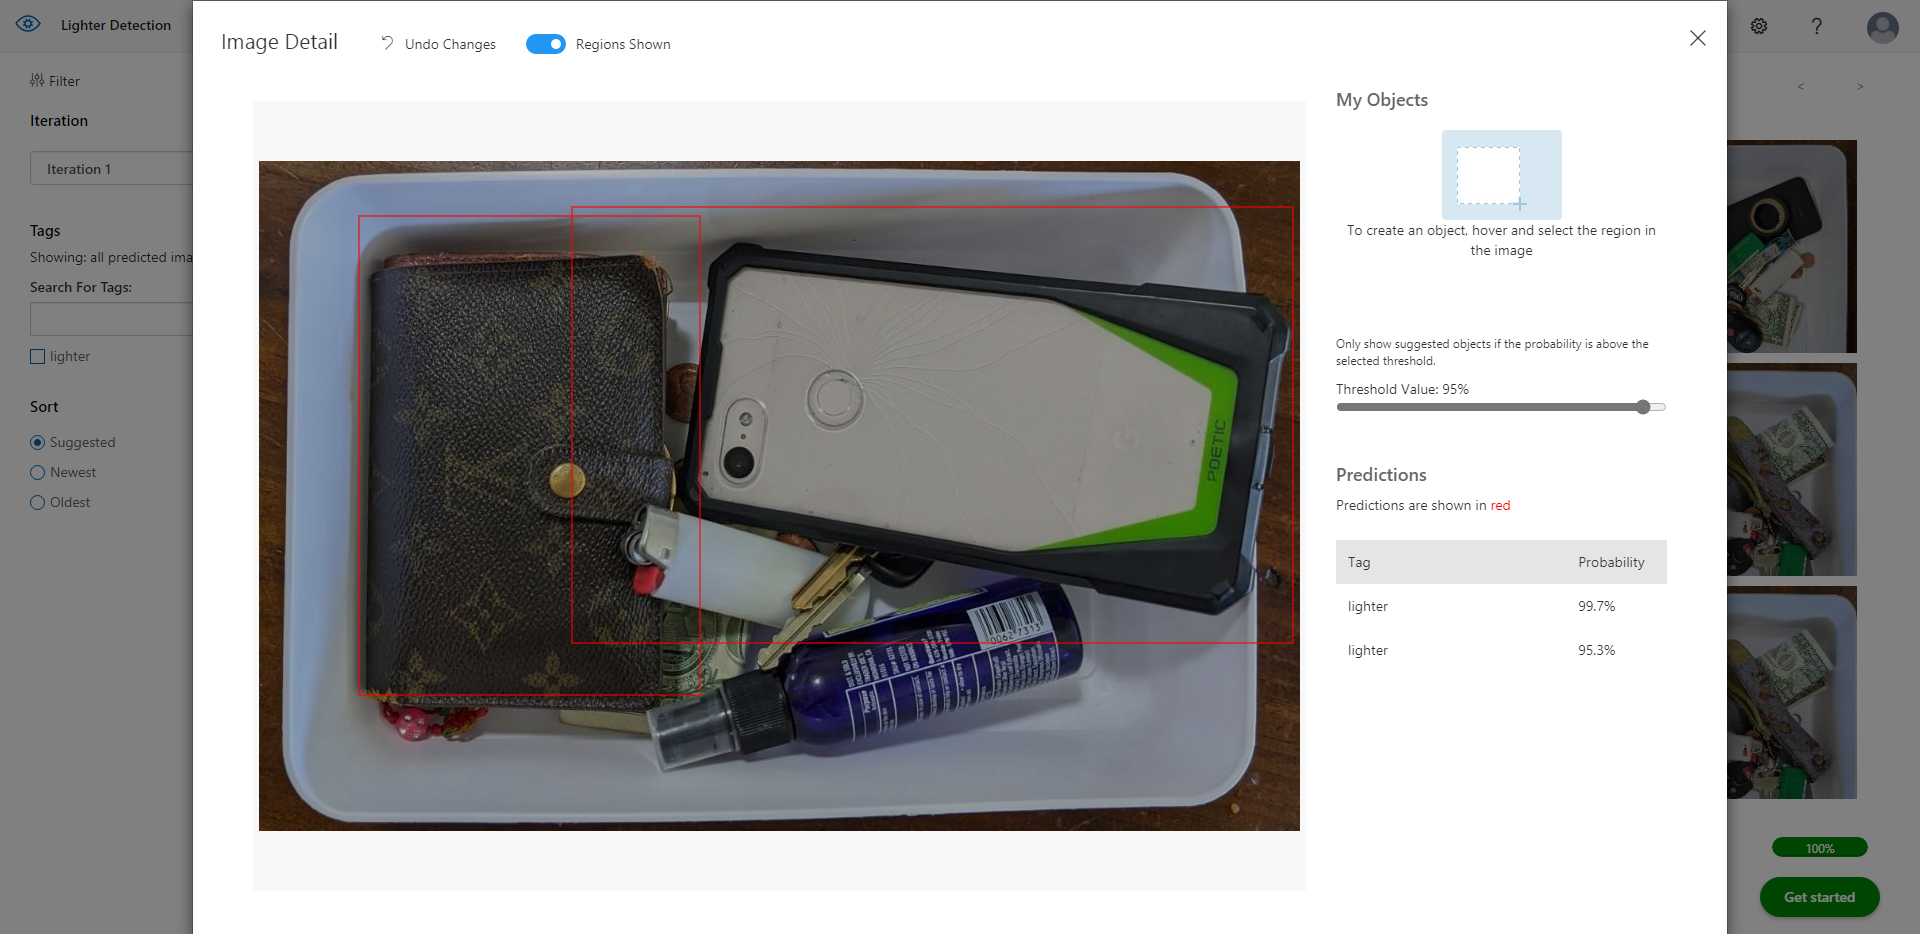 Lighter Detection
Image Detail
Undo Changes
Regions Shown
Filter
Iteration
Iteration 1
Tags
Showing: all predicted ima
Search For Tags:
lighter
Sort
Suggested
Newest
Oldest
POETIC
G
0062 7313
My Objects
To create an object, hover and select the region in
the image
Only show suggested objects if the probability is above the
selected threshold.
Threshold Value: 95%
Predictions
Predictions are shown in red
Tag Probability
lighter 99.7%
lighter 95.3%
?
<
>
100%
Get started